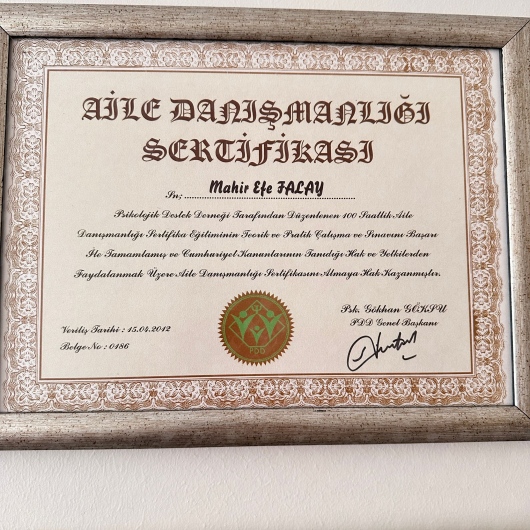 AİLE DANIŞMANLIĞI
SERTİFİKASI
Sn; Mahir Efe FALAY
Psikolojik Destek Derneği Tarafından Düzenlenen 100 Saatlik Aile
Danışmanlığı Sertifika Eğitiminin Teorik ve Pratik Çalışma ve Sınavını Başarı
İle Tamamlamış ve Cumhuriyet Kanunlarının Tanıdığı Hak ve Yetkilerden
Faydalanmak Üzere Aile Danışmanlığı Sertifikasını Almaya Hak Kazanmıştır.
Psk. Gökhan GÖKSU
PDD Genel Başkanı
Veriliş Tarihi : 15.04.2012
Belge No : 0186
PDD